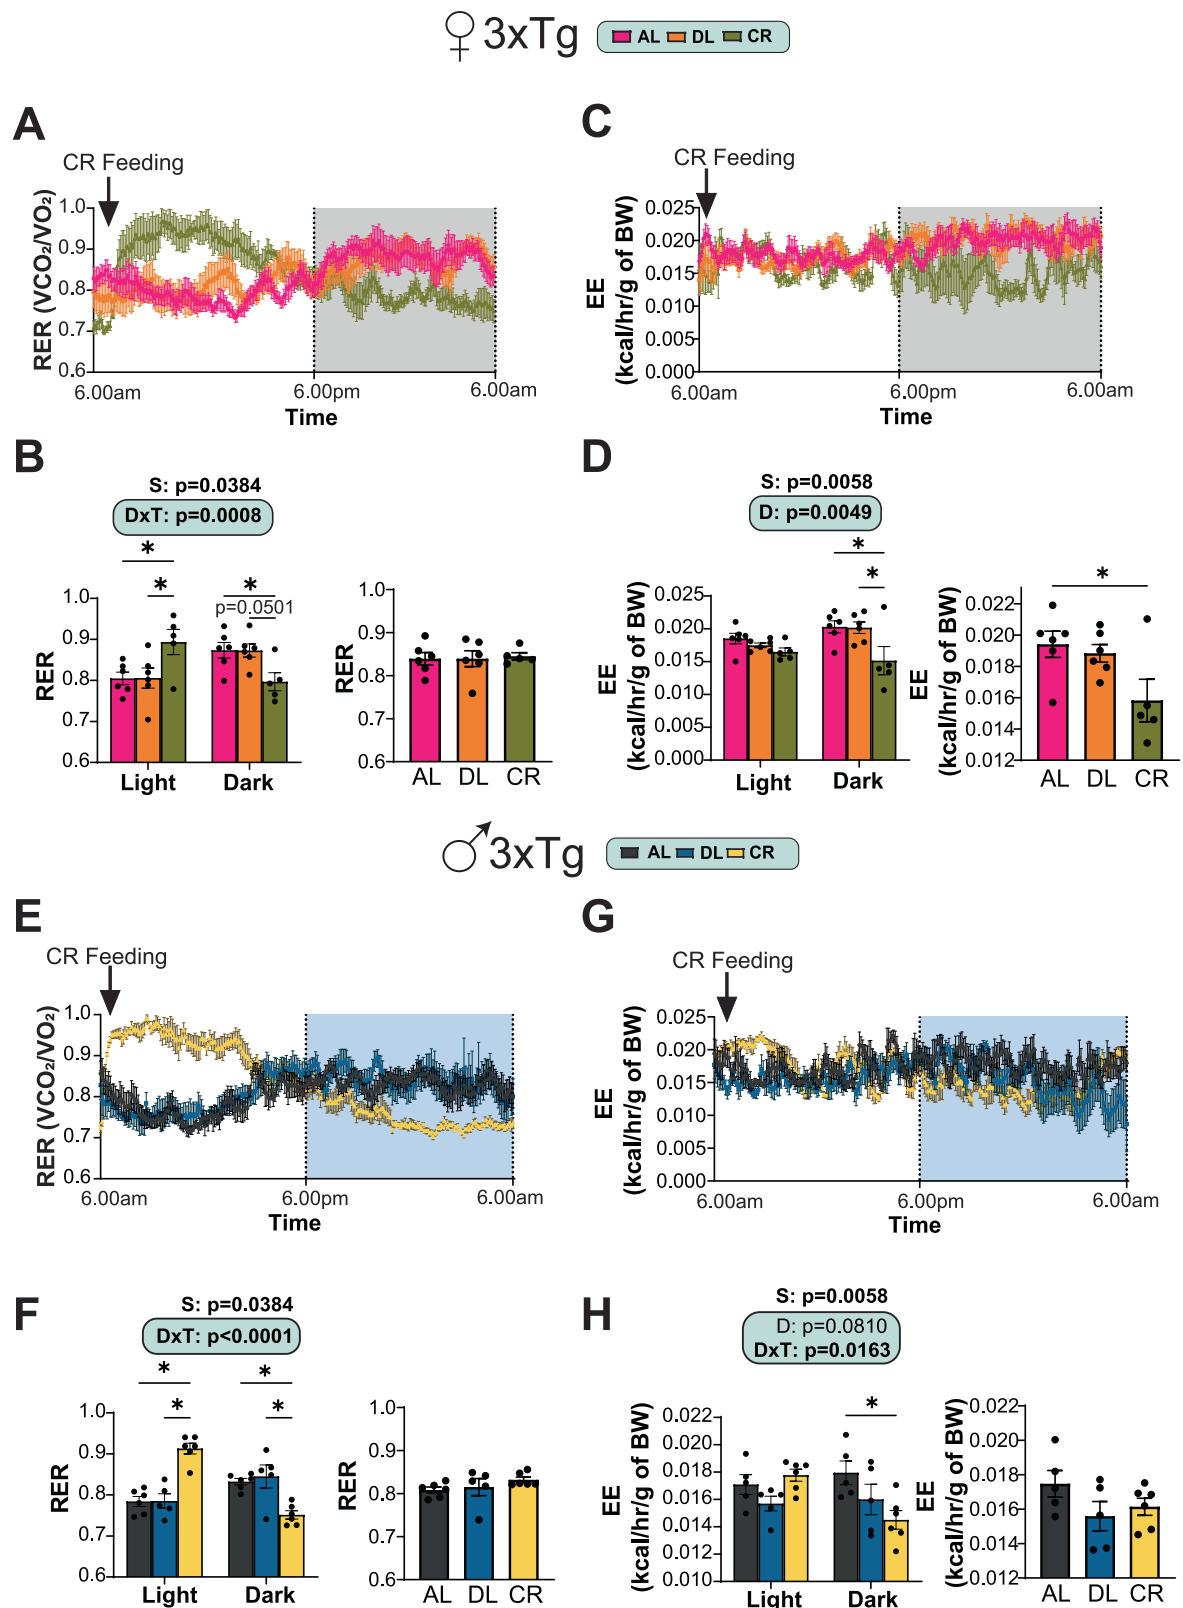 ♀ 3xTg AL DL CR
A
CR Feeding
RER (VCO₂/VO₂)
1.0
0.9
0.8
0.7
0.6
6.00am 6.00pm 6.00am
Time
C
CR Feeding
EE
(kcal/hr/g of BW)
0.025
0.020
0.015
0.010
0.005
0.000
6.00am 6.00pm 6.00am
Time
B
S: p=0.0384
DxT: p=0.0008
* * *
p=0.0501
RER
1.0
0.9
0.8
0.7
0.6
Light Dark
RER
1.0
0.9
0.8
0.7
0.6
AL DL CR
D
S: p=0.0058
D: p=0.0049
* *
EE
(kcal/hr/g of BW)
0.025
0.020
0.015
0.010
0.005
0.000
Light Dark
*
EE
(kcal/hr/g of BW)
0.022
0.020
0.018
0.016
0.014
0.012
AL DL CR
♂ 3xTg AL DL CR
E
CR Feeding
RER (VCO₂/VO₂)
1.0
0.9
0.8
0.7
0.6
6.00am 6.00pm 6.00am
Time
G
CR Feeding
EE
(kcal/hr/g of BW)
0.025
0.020
0.015
0.010
0.005
0.000
6.00am 6.00pm 6.00am
Time
F
S: p=0.0384
DxT: p<0.0001
* * * *
RER
1.0
0.9
0.8
0.7
0.6
Light Dark
RER
1.0
0.9
0.8
0.7
0.6
AL DL CR
H
S: p=0.0058
D: p=0.0810
DxT: p=0.0163
*
EE
(kcal/hr/g of BW)
0.022
0.020
0.018
0.016
0.014
0.012
0.010
Light Dark
EE
(kcal/hr/g of BW)
0.022
0.020
0.018
0.016
0.014
0.012
AL DL CR